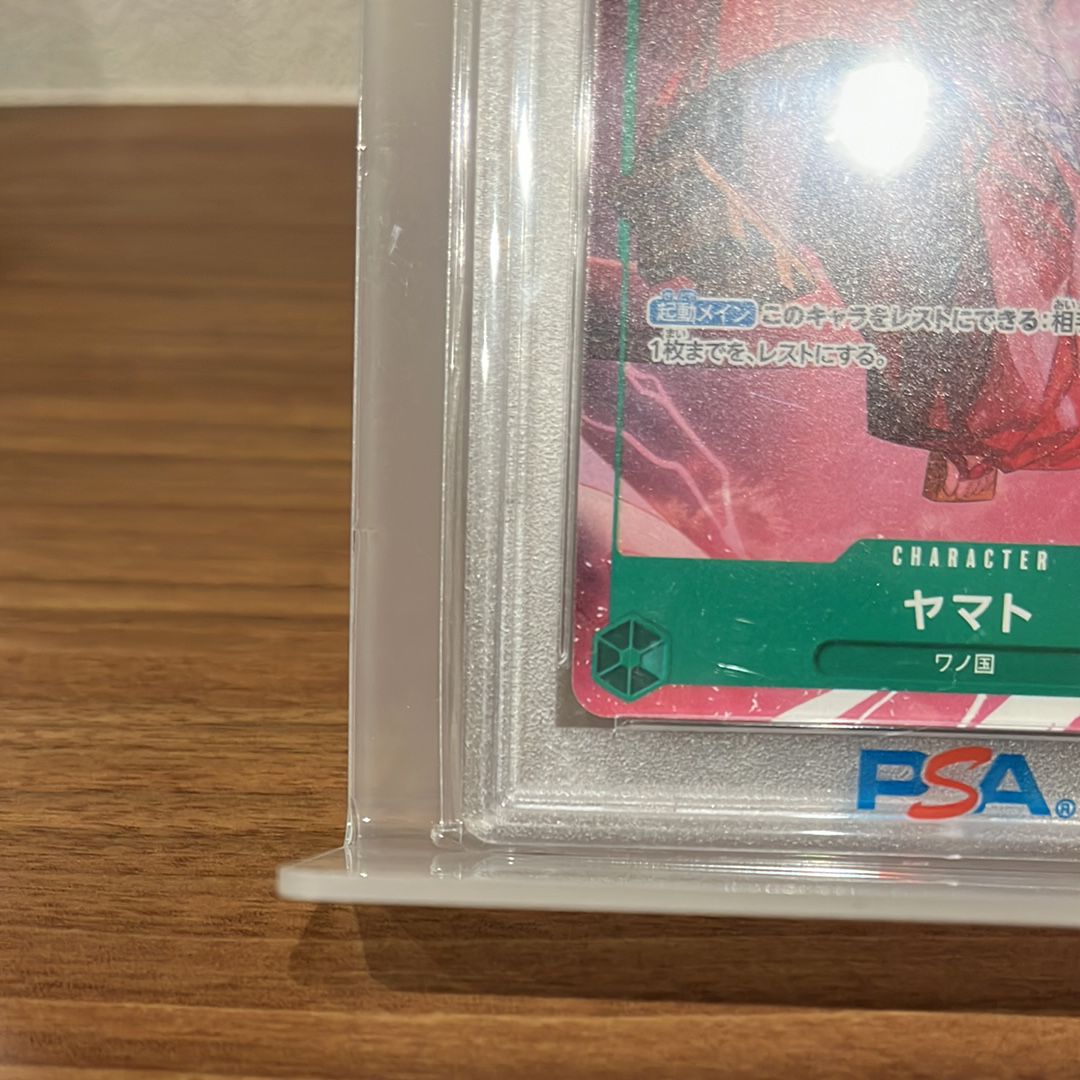 起動メイン このキャラをレストにできる:相
1枚までを、レストにする。
CHARACTER
ヤマト
ワノ国
PSA®